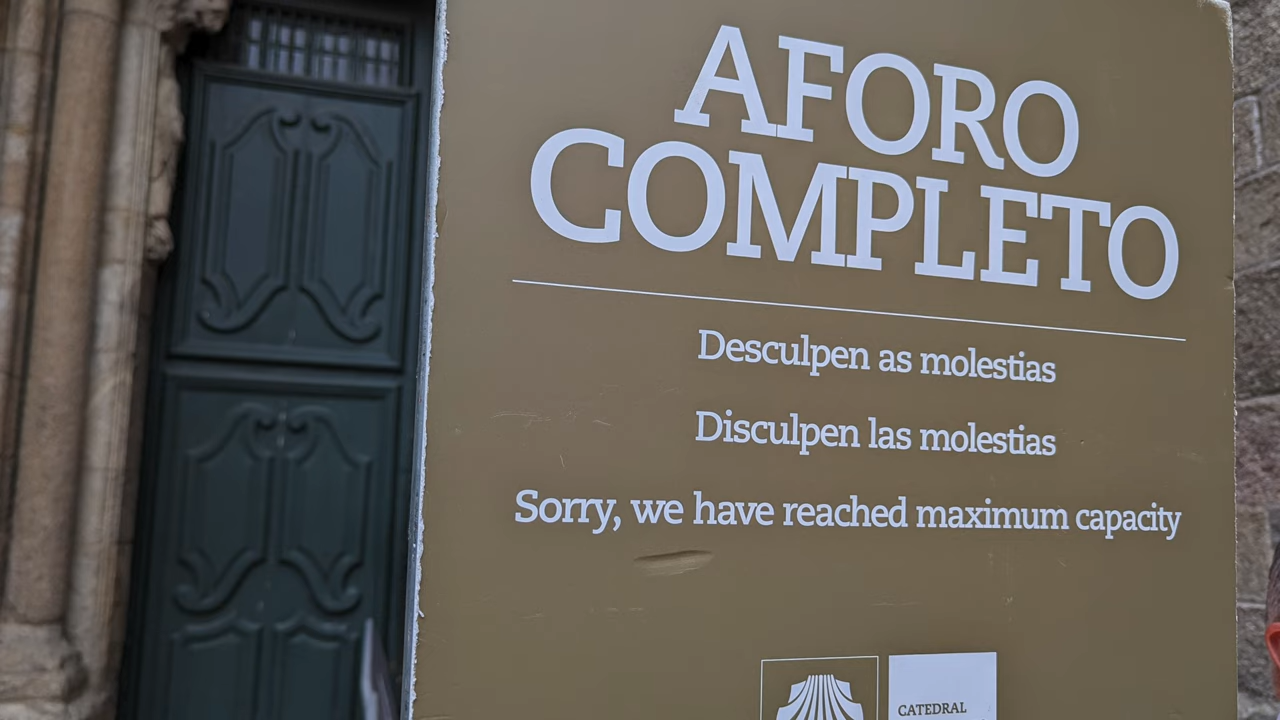 AFORO
COMPLETO
Desculpen as molestias
Disculpen las molestias
Sorry, we have reached maximum capacity
CATEDRAL